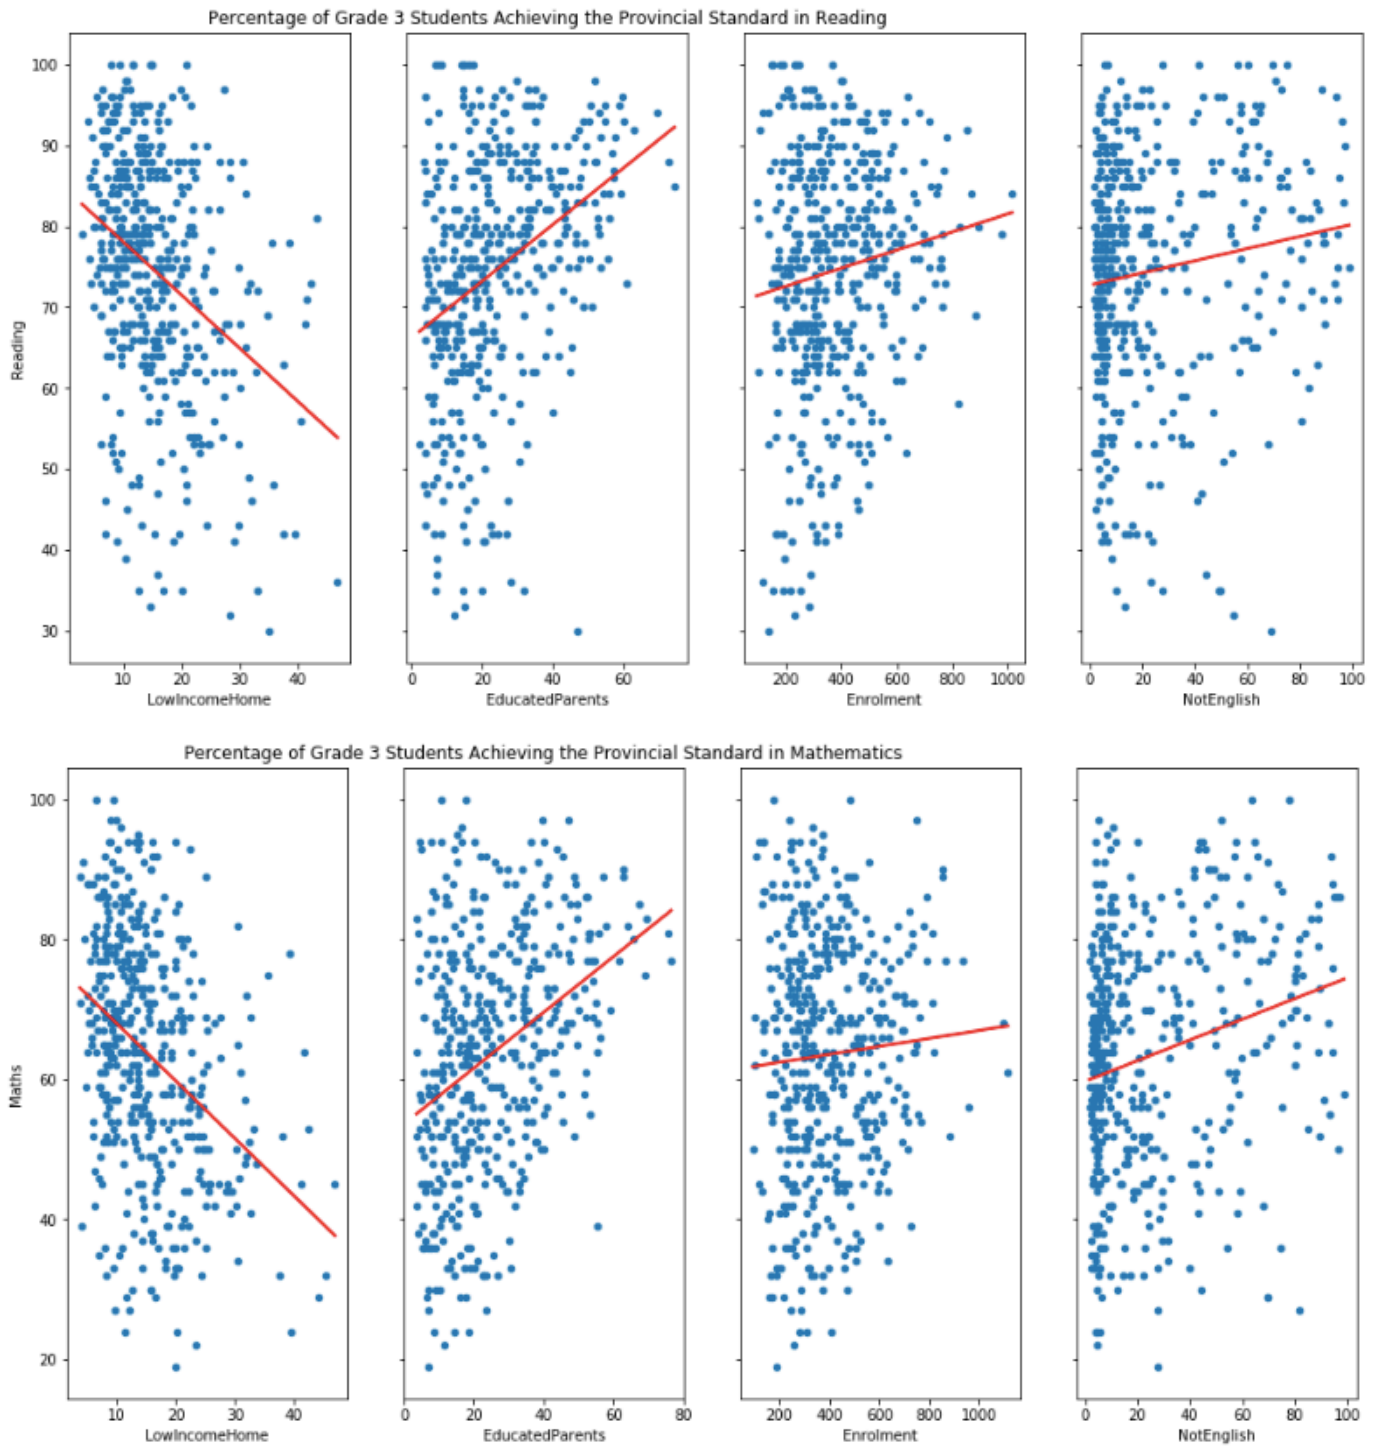 Percentage of Grade 3 Students Achieving the Provincial Standard in Reading
100
90
80
70
60
50
40
30
Reading
10 20 30 40
LowIncomeHome
0 20 40 60
EducatedParents
200 400 600 800 1000
Enrolment
0 20 40 60 80 100
NotEnglish
Percentage of Grade 3 Students Achieving the Provincial Standard in Mathematics
100
80
60
40
20
Maths
10 20 30 40
LowIncomeHome
0 20 40 60 80
EducatedParents
200 400 600 800 1000
Enrolment
0 20 40 60 80 100
NotEnglish